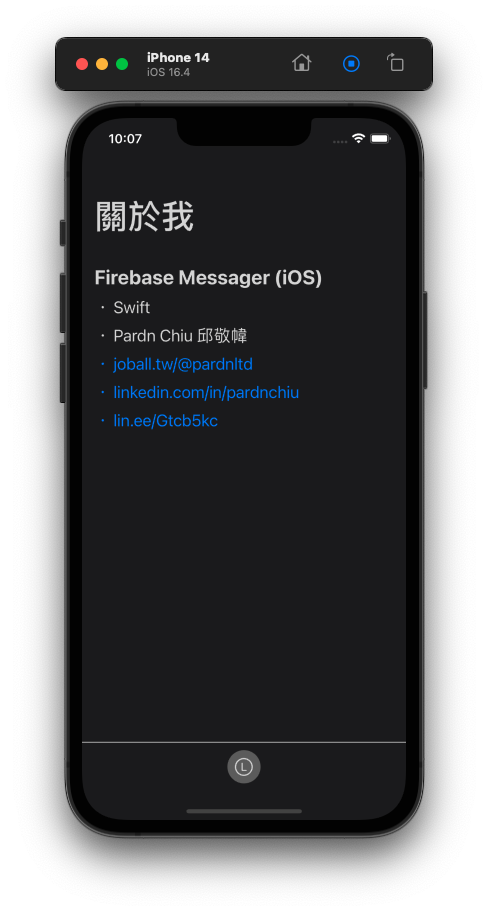 iPhone 14
iOS 16.4
10:07
關於我
Firebase Messager (iOS)
· Swift
· Pardn Chiu 邱敬幃
· joball.tw/@pardnltd
· linkedin.com/in/pardnchiu
· lin.ee/Gtcb5kc
L